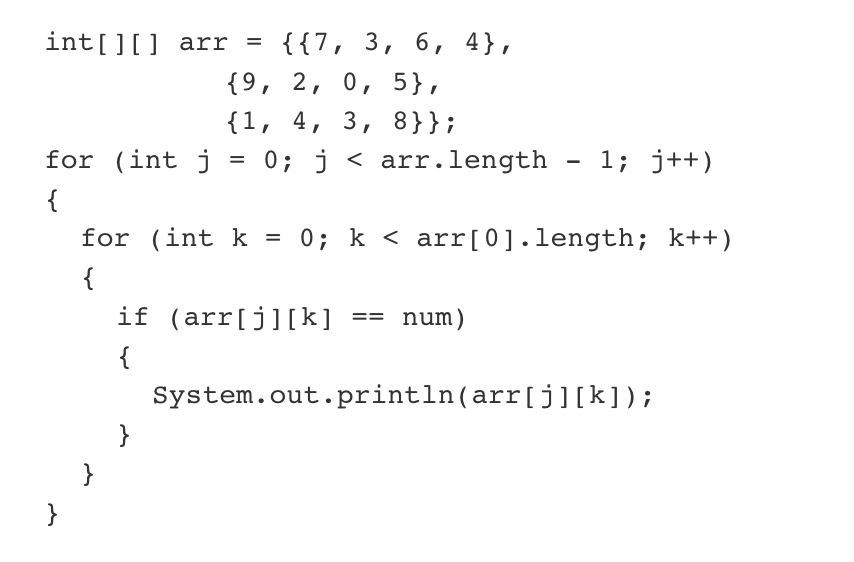 int[][] arr = {{7, 3, 6, 4},
{9, 2, 0, 5},
{1, 4, 3, 8}};
for (int j = 0; j < arr.length - 1; j++)
{
for (int k = 0; k < arr[0].length; k++)
{
if (arr[j][k] == num)
{
System.out.println(arr[j][k]);
}
}
}